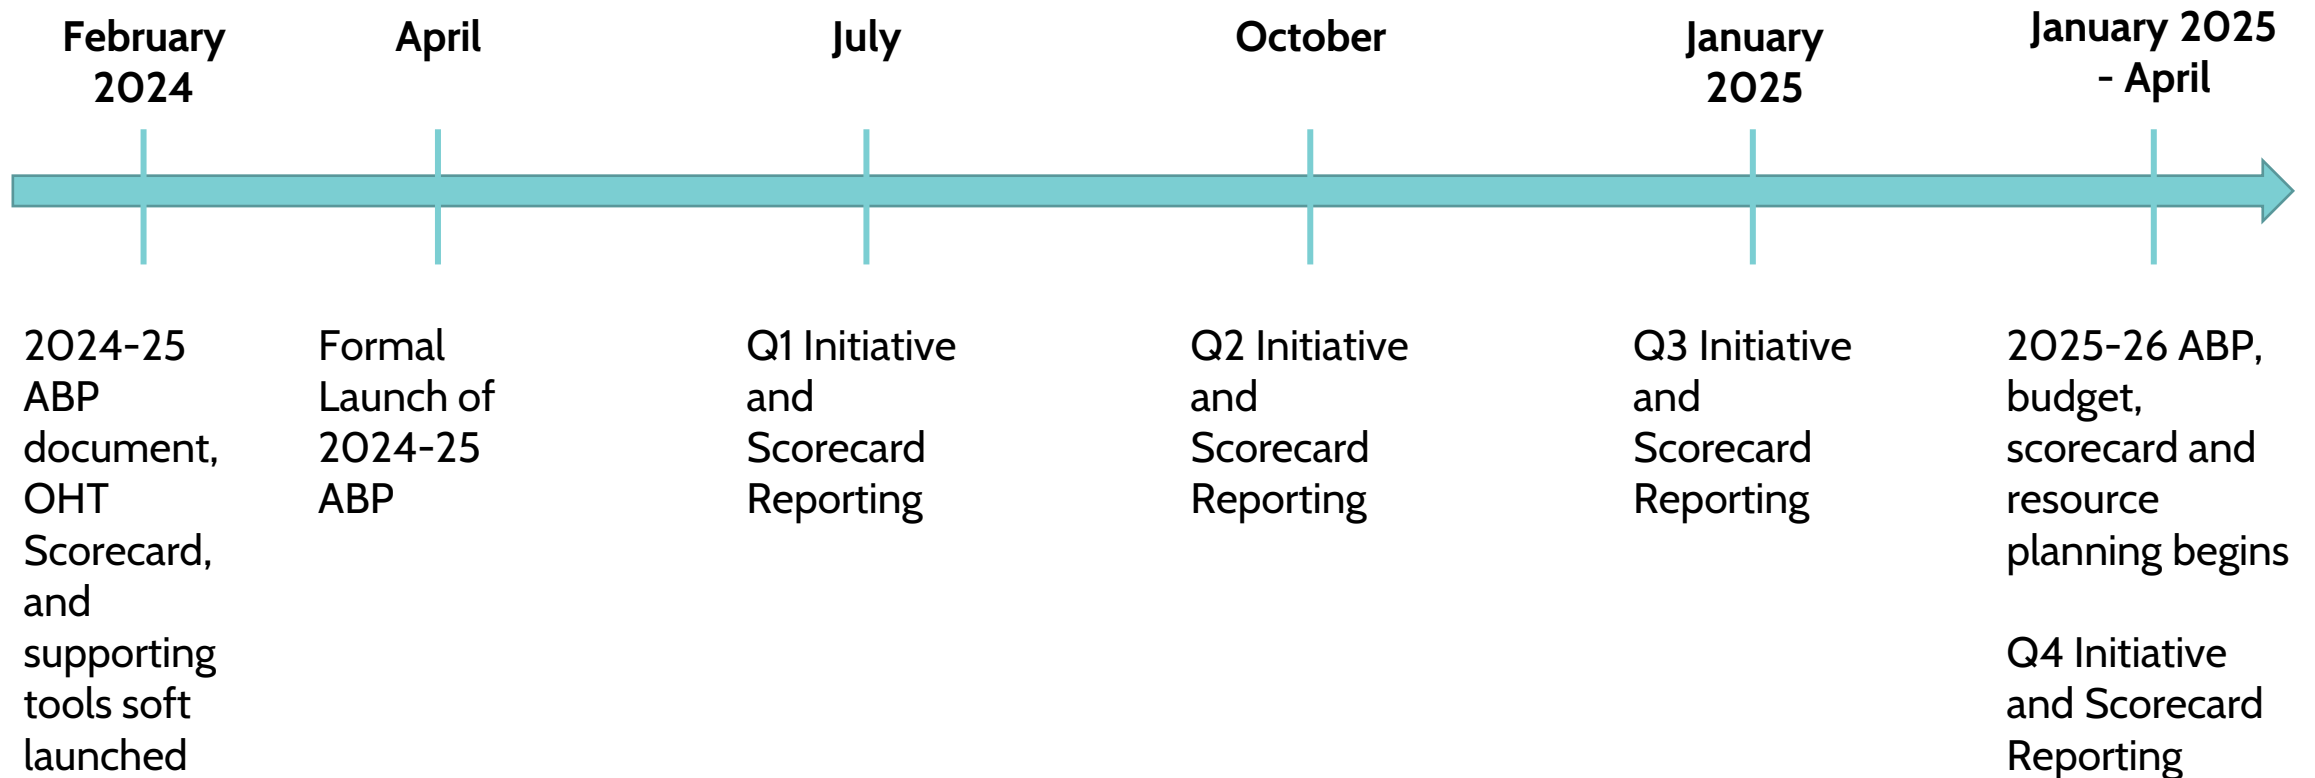 February
2024
April
July
October
January
2025
January 2025
- April
2024-25
ABP
document,
OHT
Scorecard,
and
supporting
tools soft
launched
Formal
Launch of
2024-25
ABP
Q1 Initiative
and
Scorecard
Reporting
Q2 Initiative
and
Scorecard
Reporting
Q3 Initiative
and
Scorecard
Reporting
2025-26 ABP,
budget,
scorecard and
resource
planning begins
Q4 Initiative
and Scorecard
Reporting